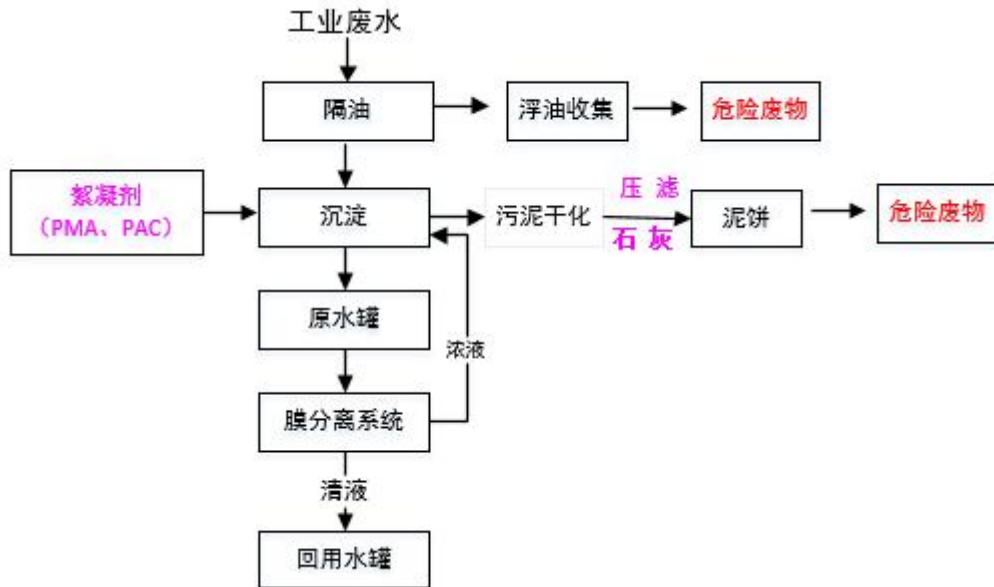 工业废水
隔油
浮油收集
危险废物
絮凝剂
（PMA、PAC）
沉淀
污泥干化
压 滤
石 灰
泥饼
危险废物
原水罐
浓液
膜分离系统
清液
回用水罐